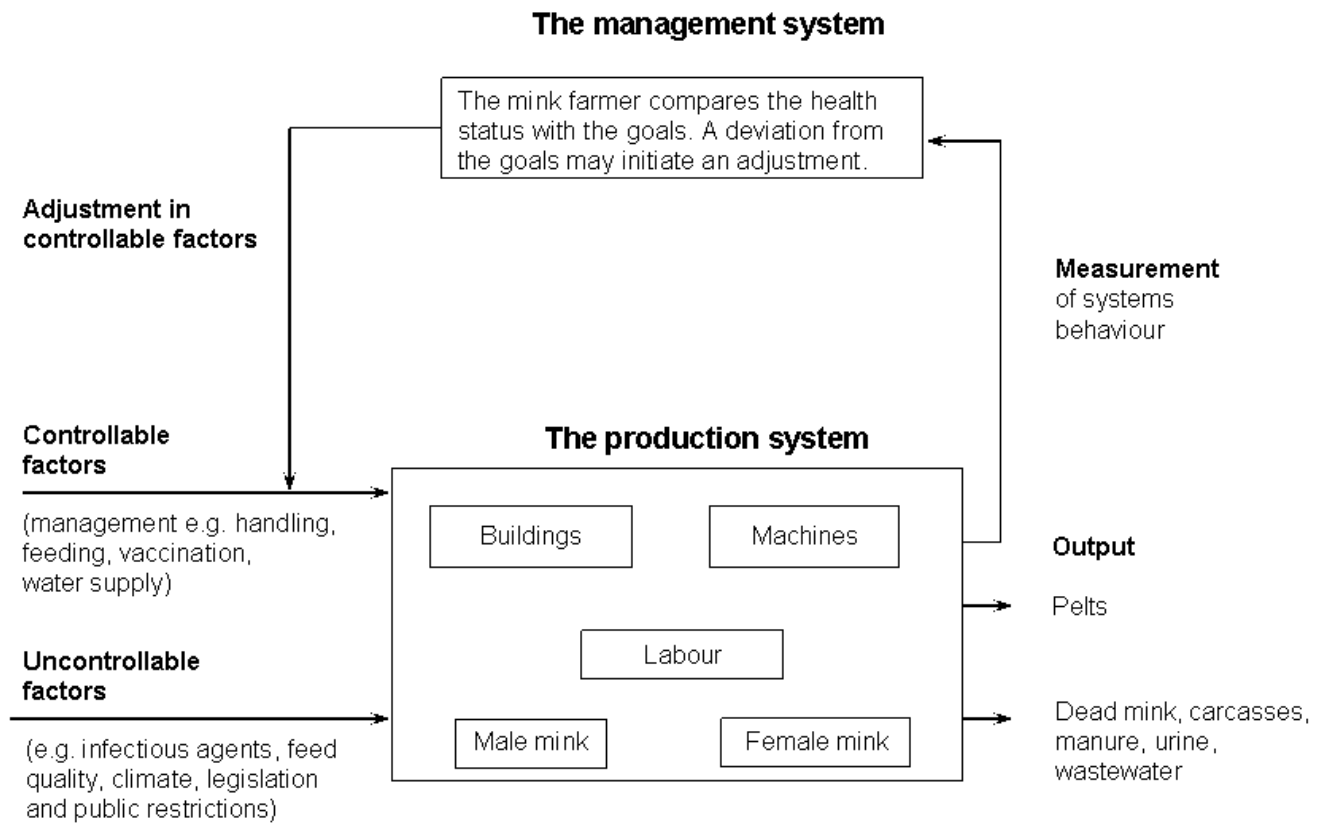 The management system
The mink farmer compares the health
status with the goals. A deviation from
the goals may initiate an adjustment.
Adjustment in
controllable factors
Measurement
of systems
behaviour
Controllable
factors
(management e.g. handling,
feeding, vaccination,
water supply)
The production system
Buildings
Machines
Labour
Male mink
Female mink
Output
Pelts
Dead mink, carcasses,
manure, urine,
wastewater
Uncontrollable
factors
(e.g. infectious agents, feed
quality, climate, legislation
and public restrictions)